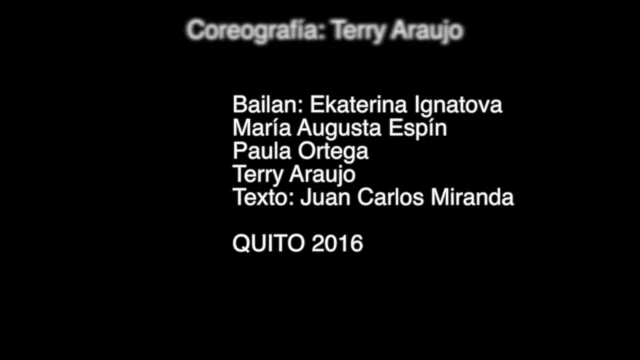 Coreografía: Terry Araujo
Bailan: Ekaterina Ignatova
María Augusta Espín
Paula Ortega
Terry Araujo
Texto: Juan Carlos Miranda
QUITO 2016